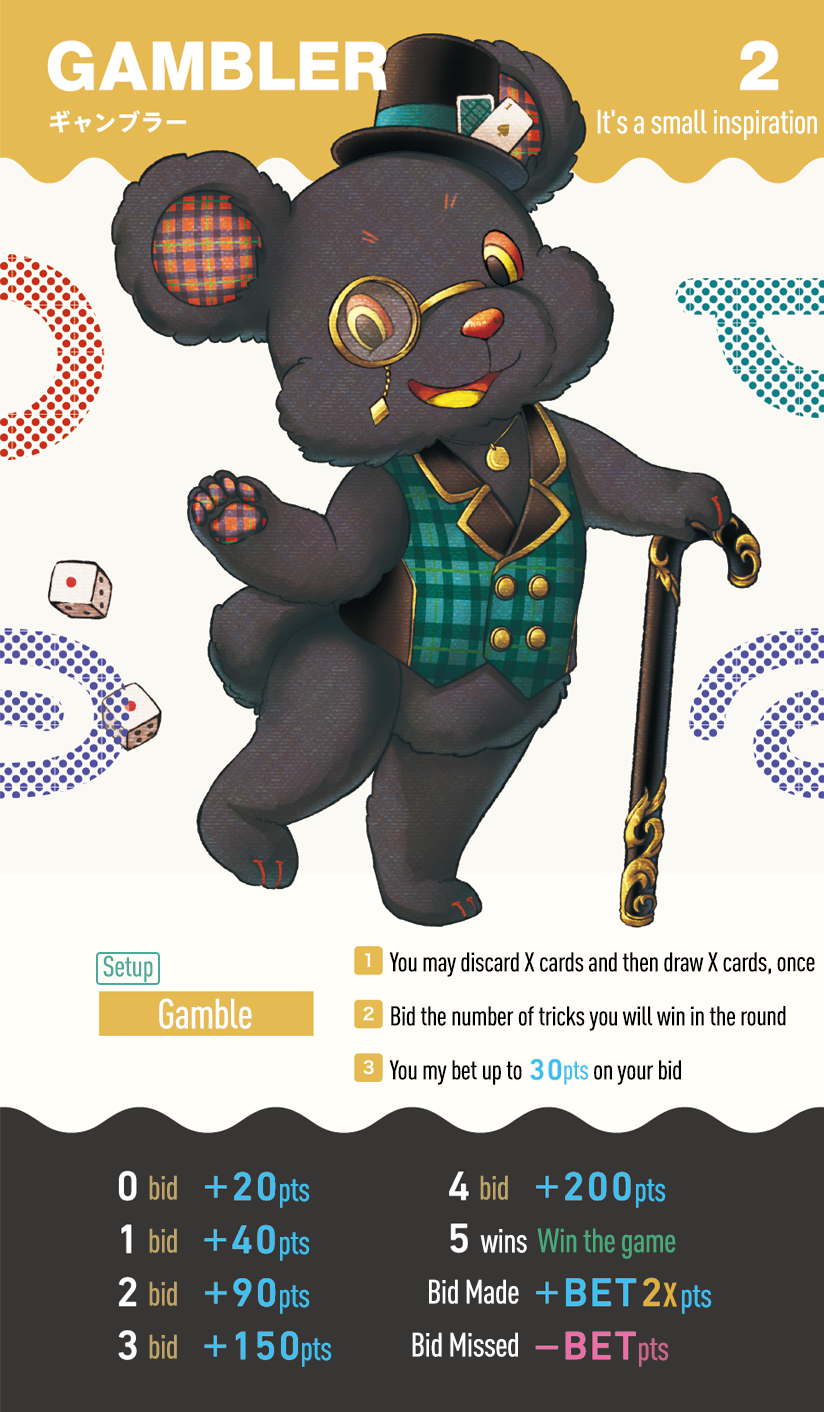 GAMBLER
2
ギャンブラー
It's a small inspiration
Setup
Gamble
1 You may discard X cards and then draw X cards, once
2 Bid the number of tricks you will win in the round
3 You my bet up to 30pts on your bid
0 bid +20pts
1 bid +40pts
2 bid +90pts
3 bid +150pts
4 bid +200pts
5 wins Win the game
Bid Made +BET2xpts
Bid Missed −BETpts